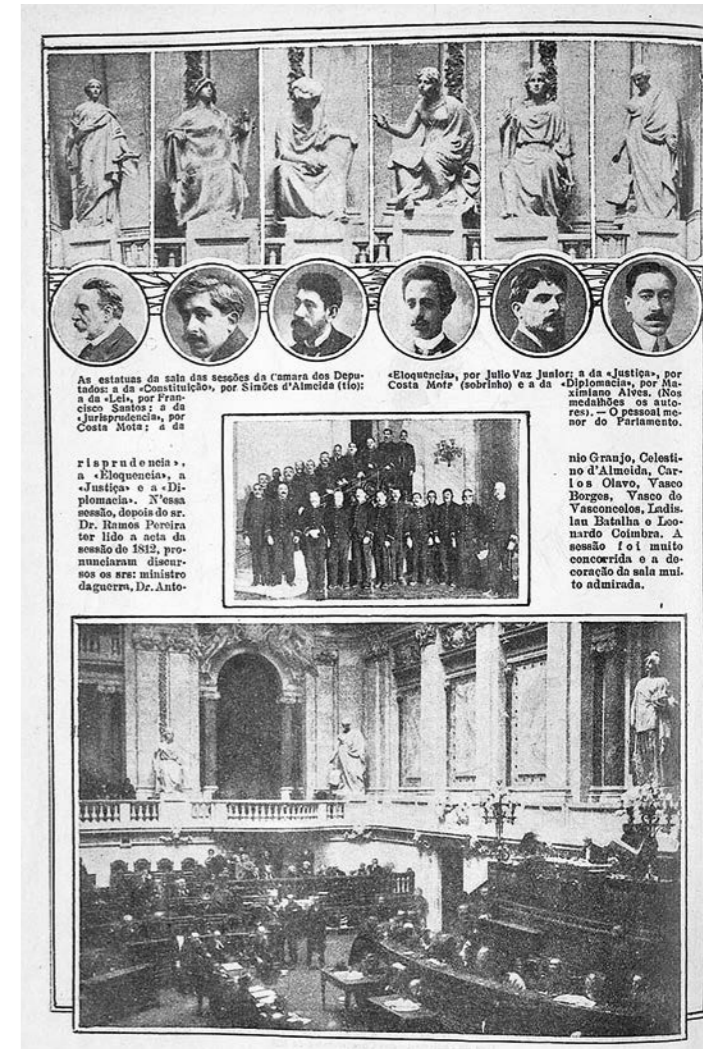 As estatuas da sala das sessões da Camara dos Depu-
tados: a da «Constituição», por Simões d'Almeida (tio);
a da «Lei», por Fran-
cisco Santos; a da
«Jurisprudencia», por
Costa Mota; a da
«Eloquencia», por Julio Vaz Junior; a da «Justiça», por
Costa Mota (sobrinho) e a da «Diplomacia», por Ma-
ximiano Alves. (Nos
medalhões os auto-
res). — O pessoal me-
nor do Parlamento.
risprudencia»,
a «Eloquencia», a
«Justiça» e a «Di-
plomacia». N'essa
sessão, depois do sr.
Dr. Ramos Pereira
ter lido a acta da
sessão de 1812, pro-
nunciaram discur-
sos os srs: ministro
daguerra, Dr. Anto-
nio Granjo, Celesti-
no d'Almeida, Car-
los Olavo, Vasco
Borges, Vasco de
Vasconcelos, Ladis-
lau Batalha e Leo-
nardo Coimbra. A
sessão foi muito
concorrida e a de-
coração da sala mui-
to admirada.